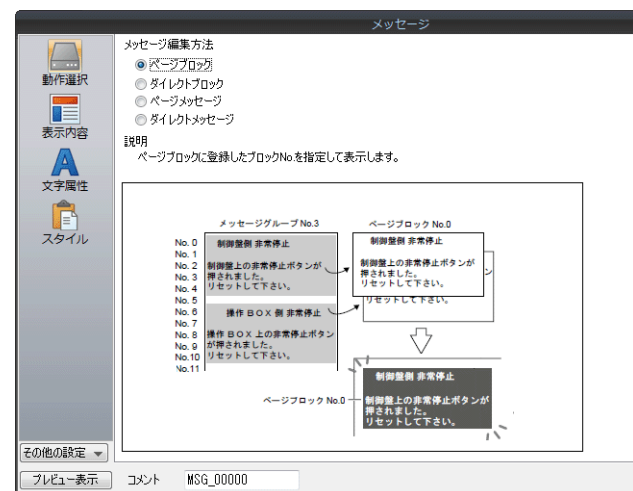 メッセージ
動作選択
表示内容
文字属性
スタイル
その他の設定
プレビュー表示
メッセージ編集方法
ページブロック
ダイレクトブロック
ページメッセージ
ダイレクトメッセージ
説明
ページブロックに登録したブロックNo.を指定して表示します。
メッセージグループ No.3
No. 0
No. 1
No. 2
No. 3
No. 4
No. 5
No. 6
No. 7
No. 8
No. 9
No.10
No.11
制御盤側 非常停止
制御盤上の非常停止ボタンが
押されました。
リセットして下さい。
操作 BOX 側 非常停止
操作 BOX 上の非常停止ボタン
が押されました。
リセットして下さい。
ページブロック No.0
制御盤側 非常停止
制御盤上の非常停止ボタンが
押されました。
リセットして下さい。
リセットして下さい。
ン
ページブロック No.0
制御盤側 非常停止
制御盤上の非常停止ボタンが
押されました。
リセットして下さい。
コメント
MSG_00000